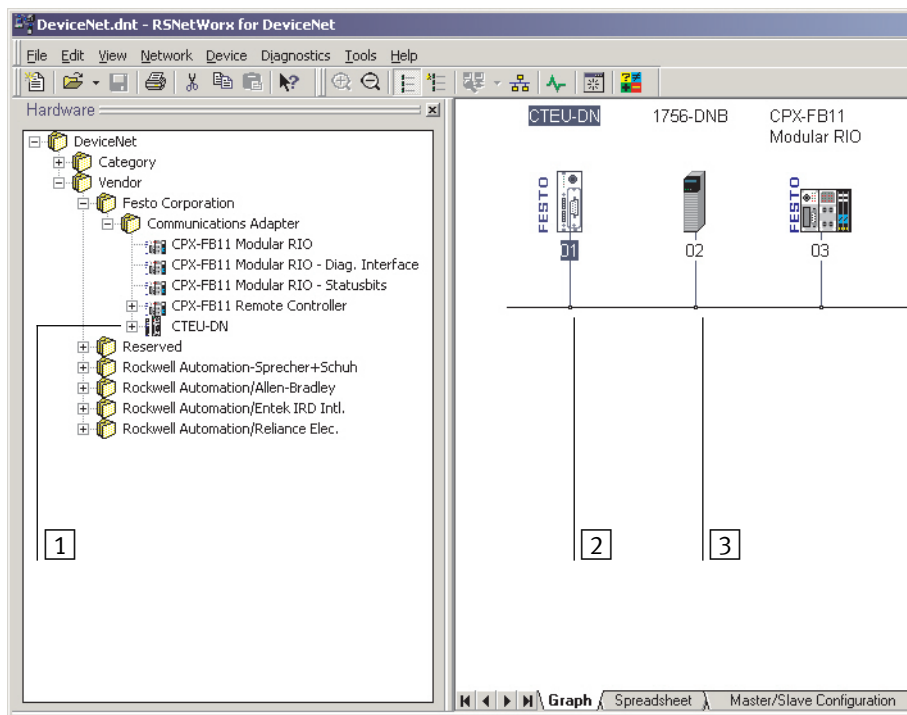 DeviceNet.dnt - RSNetWorx for DeviceNet
File Edit View Network Device Diagnostics Tools Help
Hardware
DeviceNet
Category
Vendor
Festo Corporation
Communications Adapter
CPX-FB11 Modular RIO
CPX-FB11 Modular RIO - Diag. Interface
CPX-FB11 Modular RIO - Statusbits
CPX-FB11 Remote Controller
CTEU-DN
Reserved
Rockwell Automation-Sprecher+Schuh
Rockwell Automation/Allen-Bradley
Rockwell Automation/Entek IRD Intl.
Rockwell Automation/Reliance Elec.
1
CTEU-DN
1756-DNB
CPX-FB11
Modular RIO
FESTO
FESTO
01
02
03
2
3
Graph Spreadsheet Master/Slave Configuration